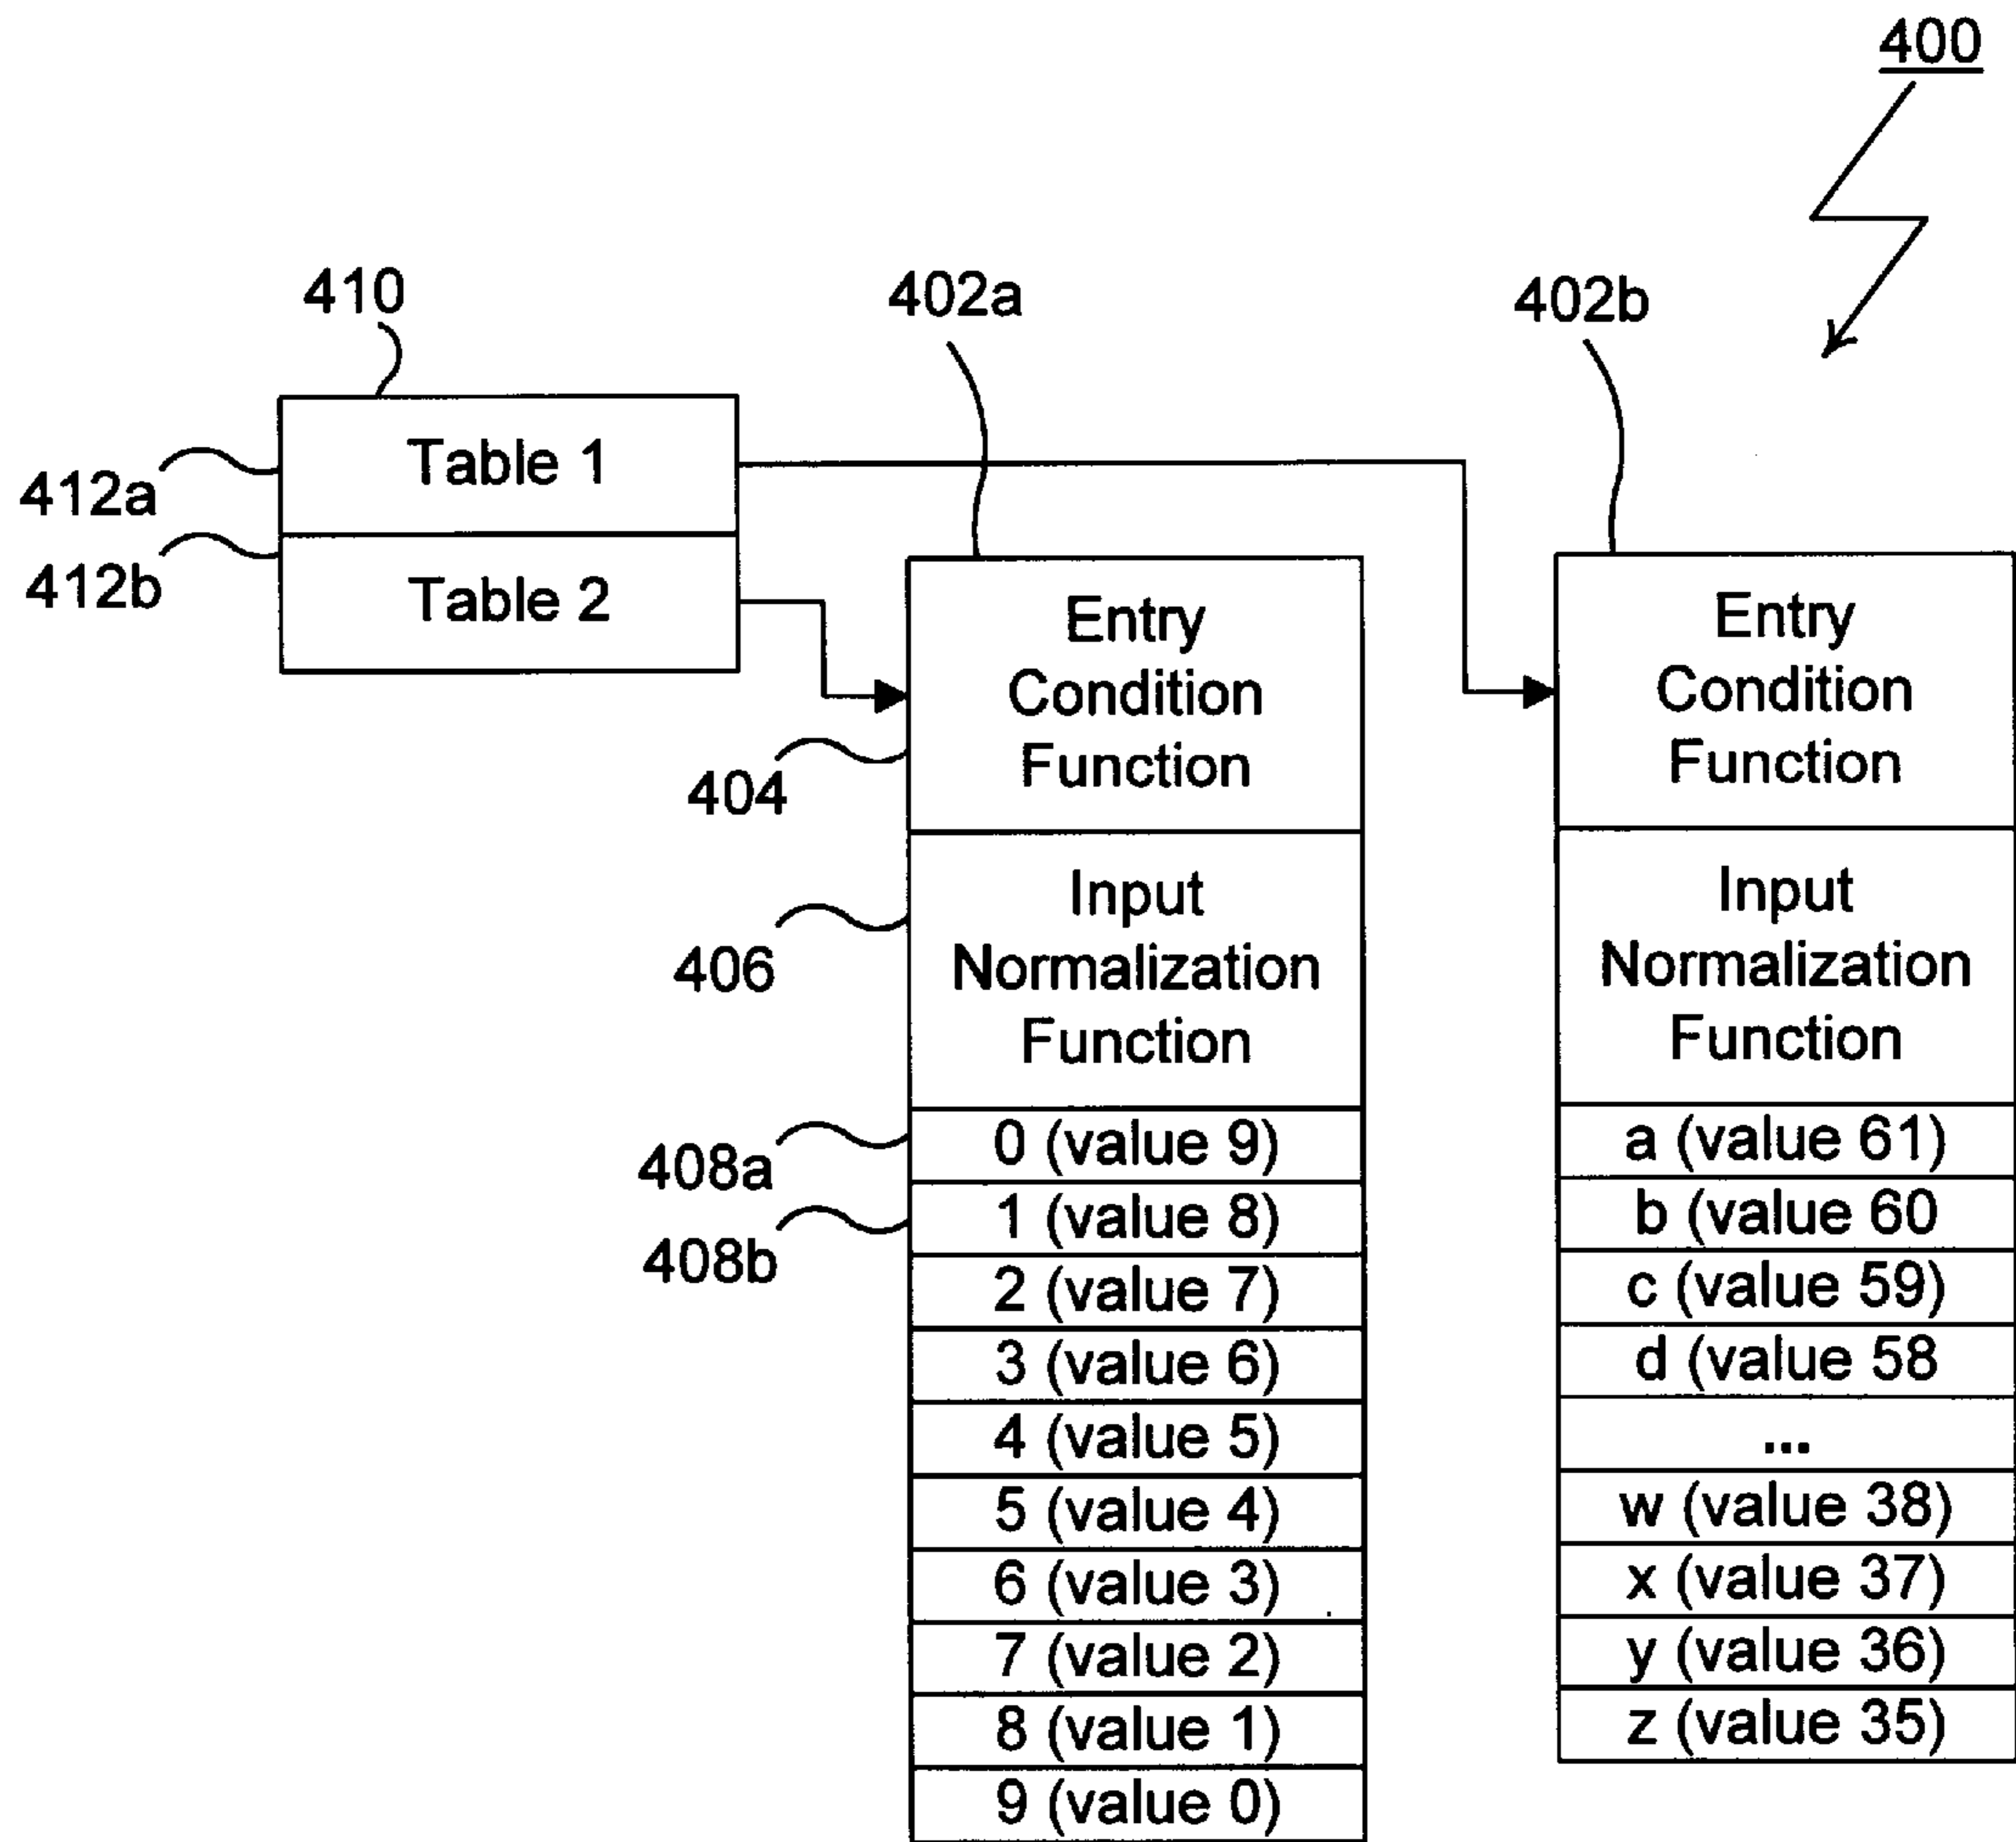 400
410
402a
402b
412a
Table 1
412b
Table 2
Entry
Condition
Function
404
Input
Normalization
Function
406
408a
0 (value 9)
408b
1 (value 8)
2 (value 7)
3 (value 6)
4 (value 5)
5 (value 4)
6 (value 3)
7 (value 2)
8 (value 1)
9 (value 0)
Entry
Condition
Function
Input
Normalization
Function
a (value 61)
b (value 60
c (value 59)
d (value 58
...
w (value 38)
x (value 37)
y (value 36)
z (value 35)